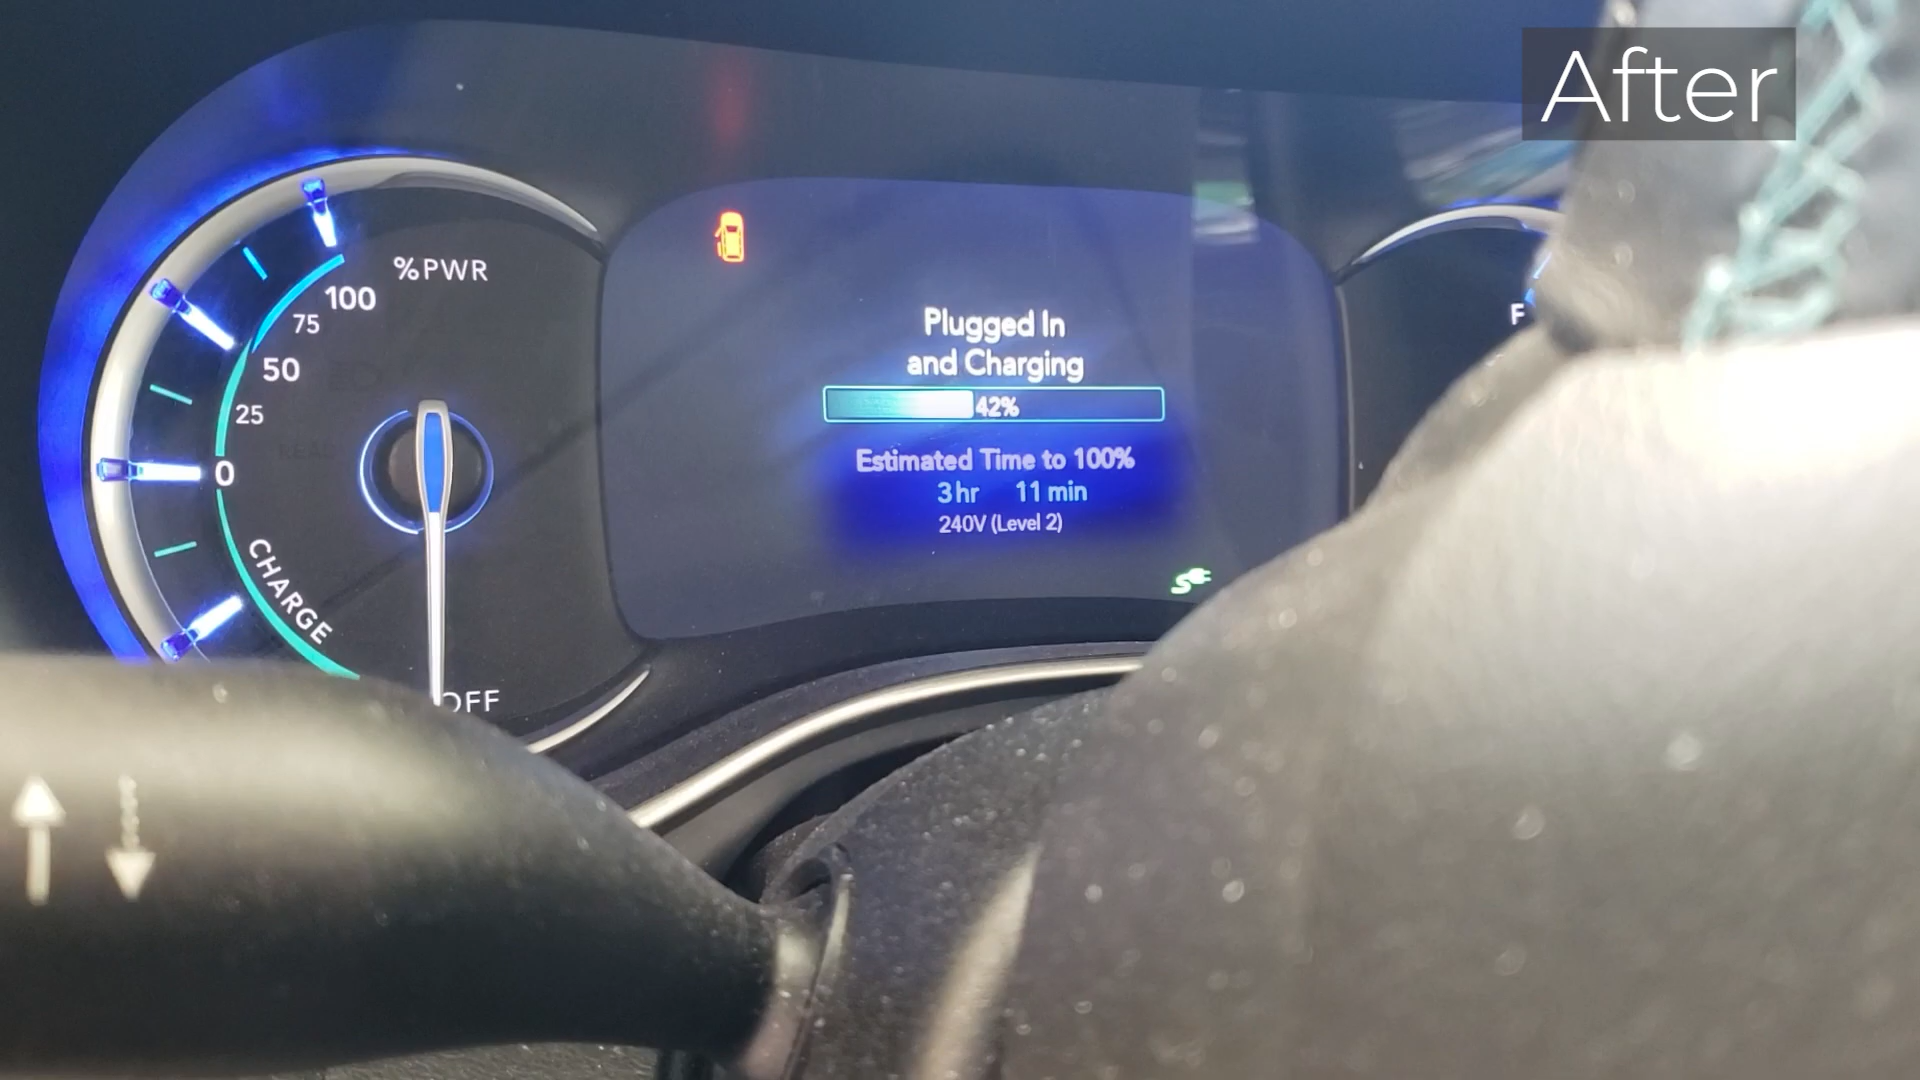 After
%PWR
100
75
50
25
0
CHARGE
OFF
Plugged In
and Charging
42%
Estimated Time to 100%
3 hr 11 min
240V (Level 2)
F